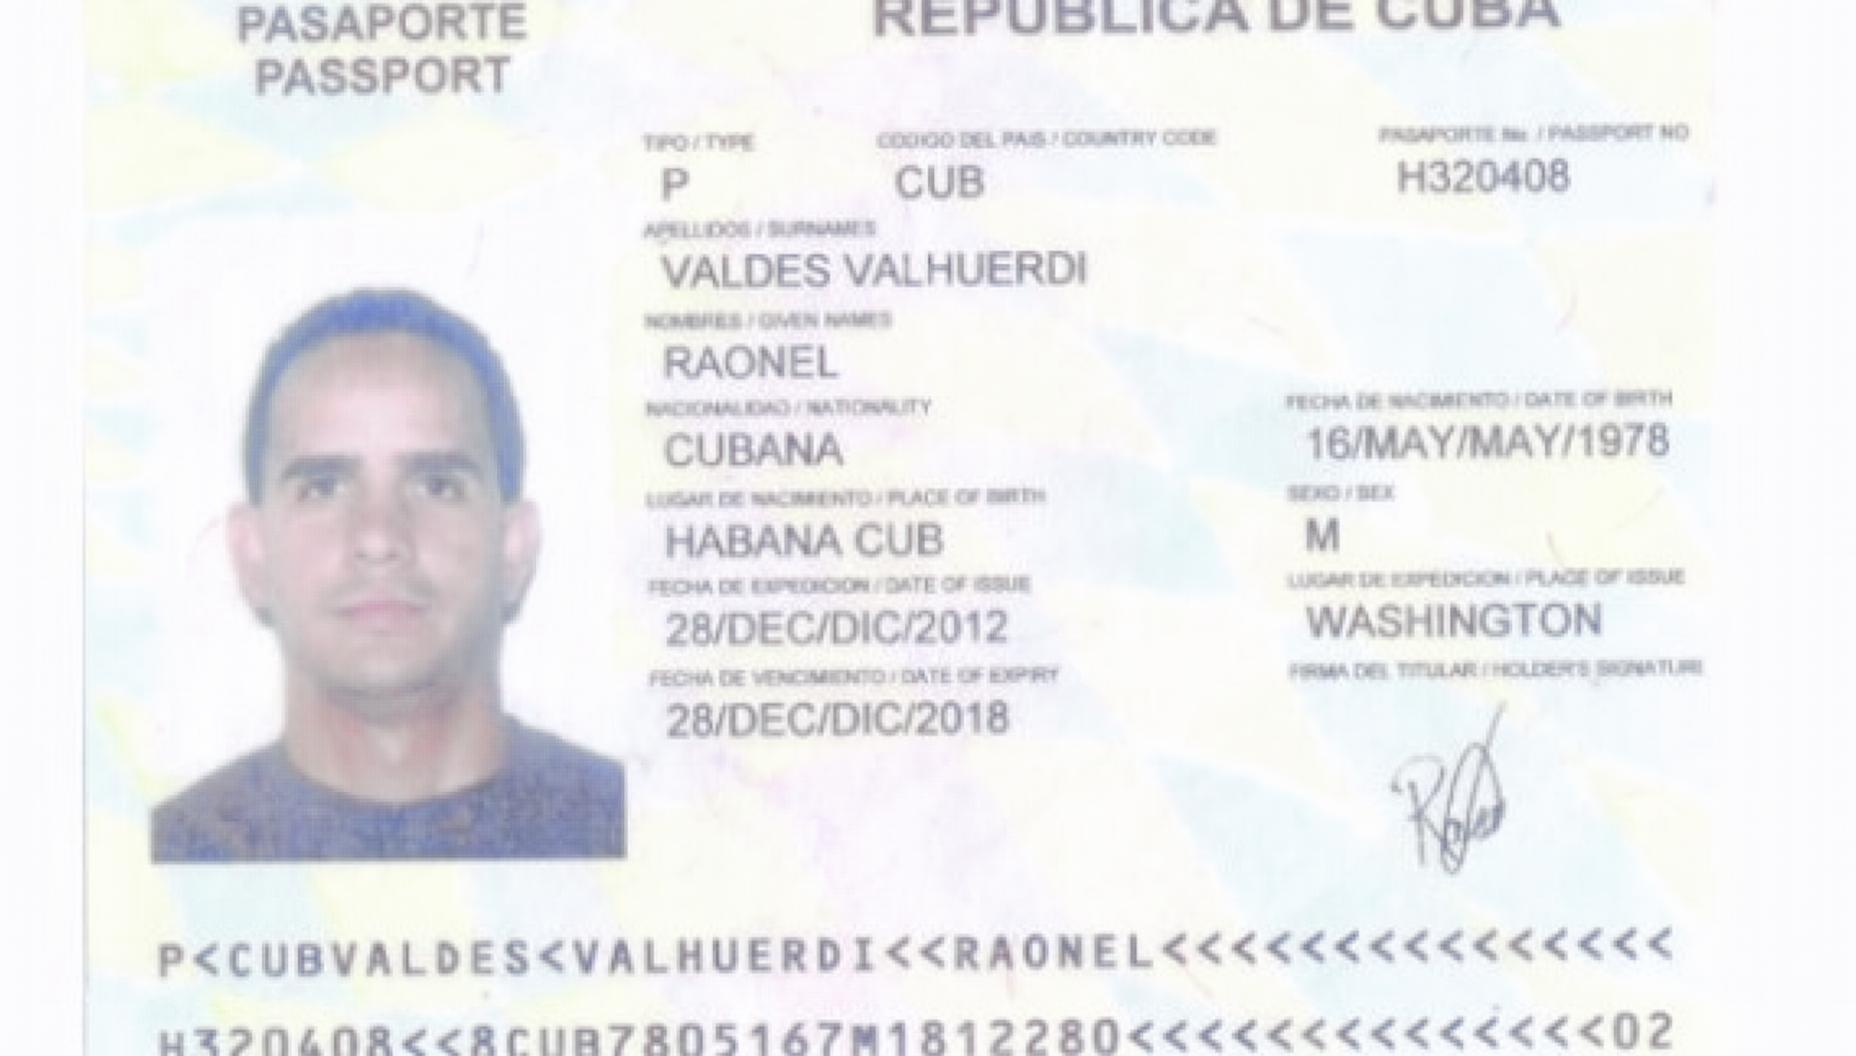 PASAPORTE
PASSPORT
REPUBLICA DE CUBA
TIPO / TYPE
P
CODIGO DEL PAIS / COUNTRY CODE
CUB
PASAPORTE No. / PASSPORT NO
H320408
APELLIDOS / SURNAMES
VALDES VALHUERDI
NOMBRES / GIVEN NAMES
RAONEL
NACIONALIDAD / NATIONALITY
CUBANA
FECHA DE NACIMIENTO / DATE OF BIRTH
16/MAY/MAY/1978
LUGAR DE NACIMIENTO / PLACE OF BIRTH
HABANA CUB
SEXO / SEX
M
FECHA DE EXPEDICION / DATE OF ISSUE
28/DEC/DIC/2012
LUGAR DE EXPEDICION / PLACE OF ISSUE
WASHINGTON
FECHA DE VENCIMIENTO / DATE OF EXPIRY
28/DEC/DIC/2018
FIRMA DEL TITULAR / HOLDER'S SIGNATURE
P<CUBVALDES<VALHUERDI<<RAONEL<<<<<<<<<<<<<<<
H320408<<8CUB7805167M1812280<<<<<<<<<<<<<<02